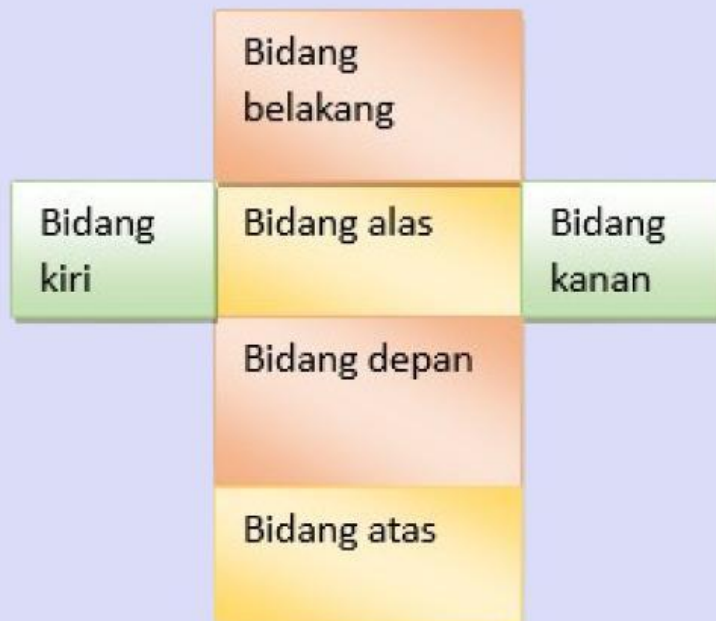 Bidang
belakang
Bidang
kiri
Bidang alas
Bidang
kanan
Bidang depan
Bidang atas